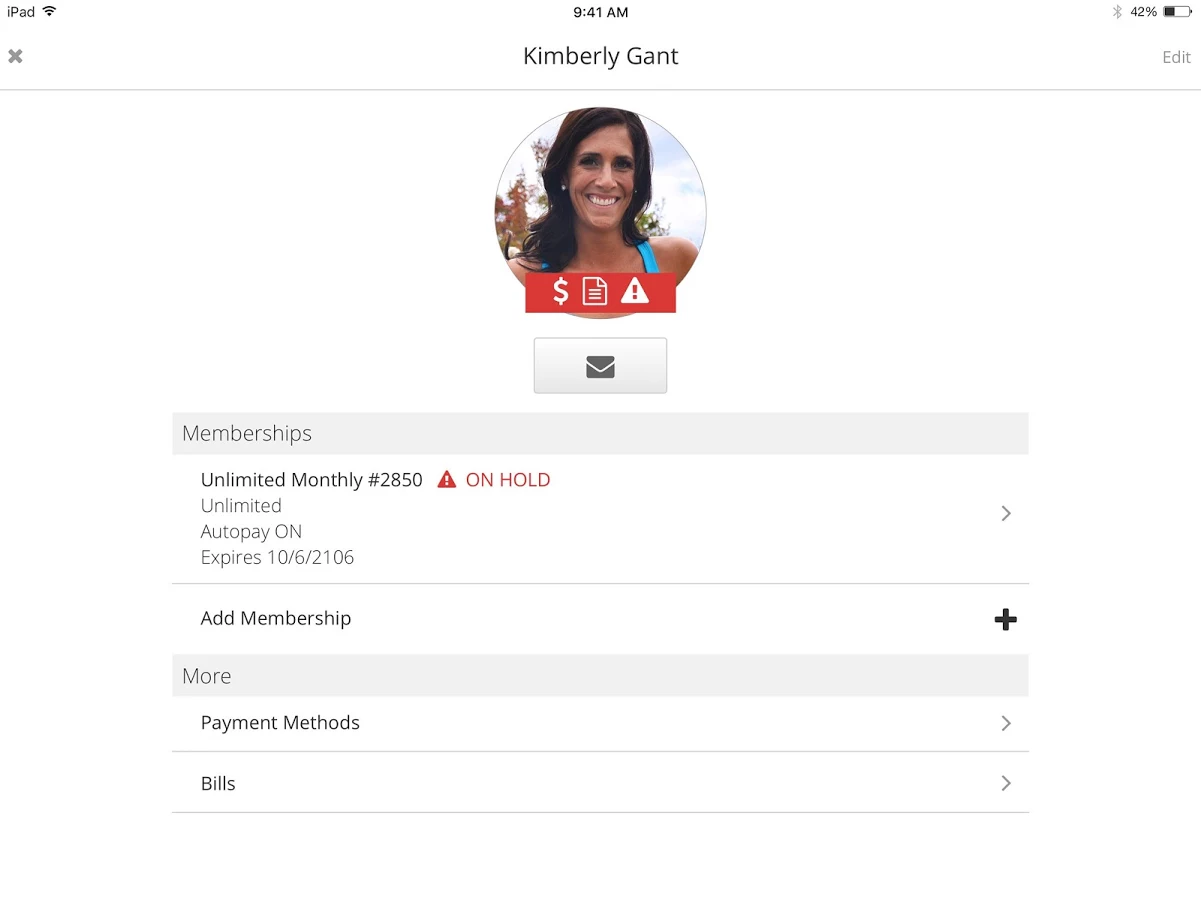 iPad 9:41 AM 42%
Kimberly Gant Edit
$
Memberships
Unlimited Monthly #2850 ON HOLD
Unlimited
Autopay ON
Expires 10/6/2106
Add Membership
More
Payment Methods
Bills